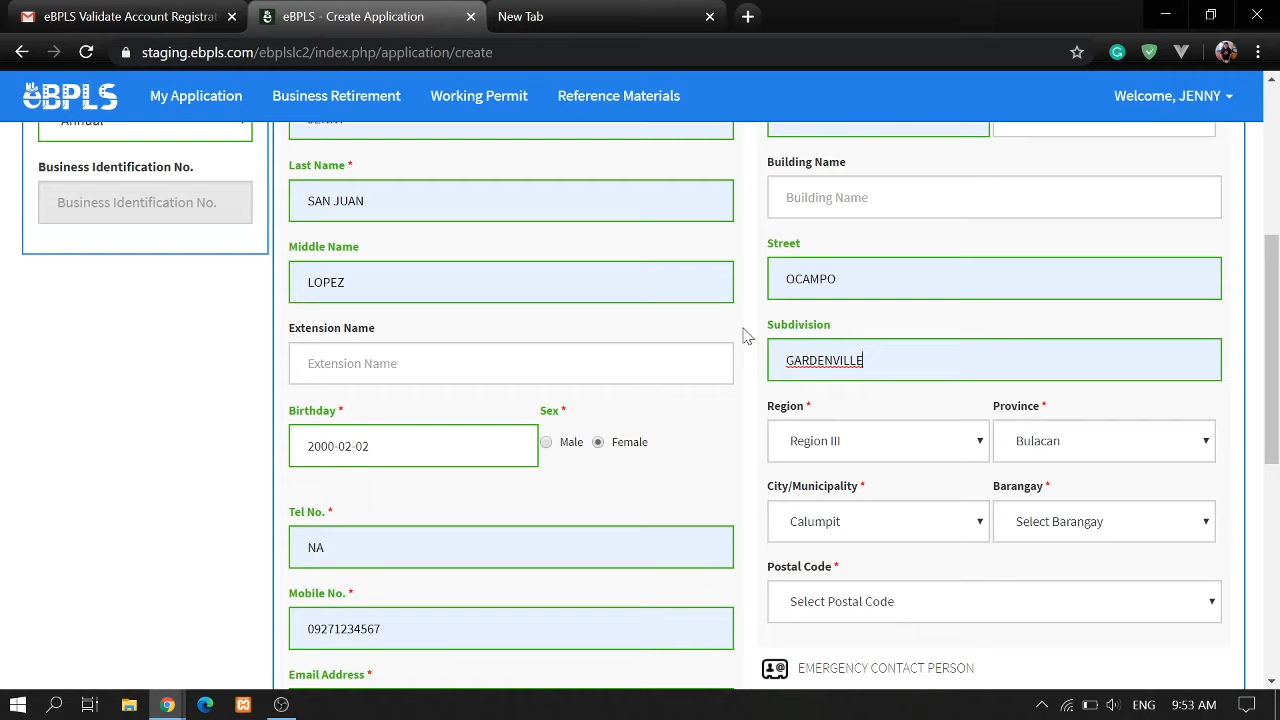 eBPLS Validate Account Registrat
eBPLS - Create Application
New Tab
staging.ebpls.com/ebplslc2/index.php/application/create
eBPLS
My Application
Business Retirement
Working Permit
Reference Materials
Welcome, JENNY
Annual
Business Identification No.
Business Identification No.
JENNY
Last Name *
SAN JUAN
Middle Name
LOPEZ
Extension Name
Extension Name
Birthday *
Sex *
2000-02-02
Male
Female
Tel No. *
NA
Mobile No. *
09271234567
Email Address *
Building Name
Building Name
Street
OCAMPO
Subdivision
GARDENVILLE
Region *
Province *
Region III
Bulacan
City/Municipality *
Barangay *
Calumpit
Select Barangay
Postal Code *
Select Postal Code
EMERGENCY CONTACT PERSON
ENG
9:53 AM